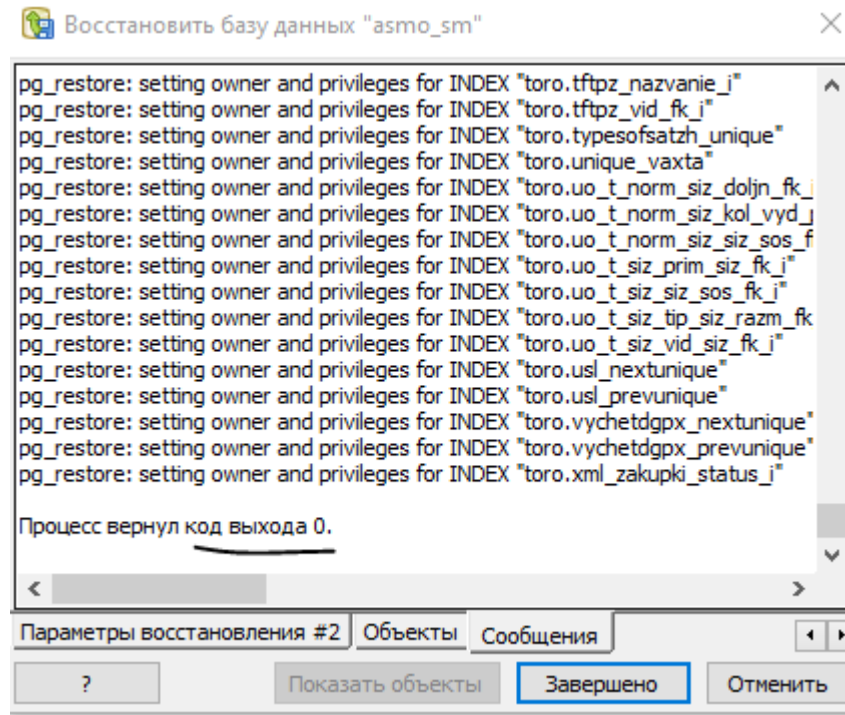 Восстановить базу данных "asmo_sm"
pg_restore: setting owner and privileges for INDEX "toro.tftpz_nazvanie_i"
pg_restore: setting owner and privileges for INDEX "toro.tftpz_vid_fk_i"
pg_restore: setting owner and privileges for INDEX "toro.typesofsatzh_unique"
pg_restore: setting owner and privileges for INDEX "toro.unique_vaxta"
pg_restore: setting owner and privileges for INDEX "toro.uo_t_norm_siz_doljn_fk_i
pg_restore: setting owner and privileges for INDEX "toro.uo_t_norm_siz_kol_vyd_
pg_restore: setting owner and privileges for INDEX "toro.uo_t_norm_siz_siz_sos_f
pg_restore: setting owner and privileges for INDEX "toro.uo_t_siz_prim_siz_fk_i"
pg_restore: setting owner and privileges for INDEX "toro.uo_t_siz_siz_sos_fk_i"
pg_restore: setting owner and privileges for INDEX "toro.uo_t_siz_tip_siz_razm_fk
pg_restore: setting owner and privileges for INDEX "toro.uo_t_siz_vid_siz_fk_i"
pg_restore: setting owner and privileges for INDEX "toro.usl_nextunique"
pg_restore: setting owner and privileges for INDEX "toro.usl_prevunique"
pg_restore: setting owner and privileges for INDEX "toro.vychetdgpx_nextunique"
pg_restore: setting owner and privileges for INDEX "toro.vychetdgpx_prevunique"
pg_restore: setting owner and privileges for INDEX "toro.xml_zakupki_status_i"
Процесс вернул код выхода 0.
Параметры восстановления #2 Объекты Сообщения
? Показать объекты Завершено Отменить